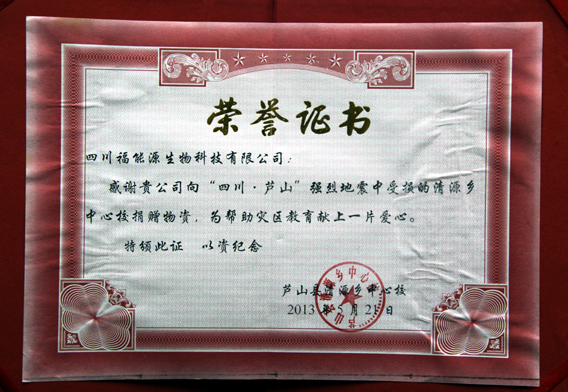 荣誉证书
四川福能源生物科技有限公司：
感谢贵公司向“四川·芦山”强烈地震中受损的清源乡
中心校捐赠物资，为帮助灾区教育献上一片爱心。
特颁此证 以资纪念
芦山县清源乡中心校
2013年5月21日